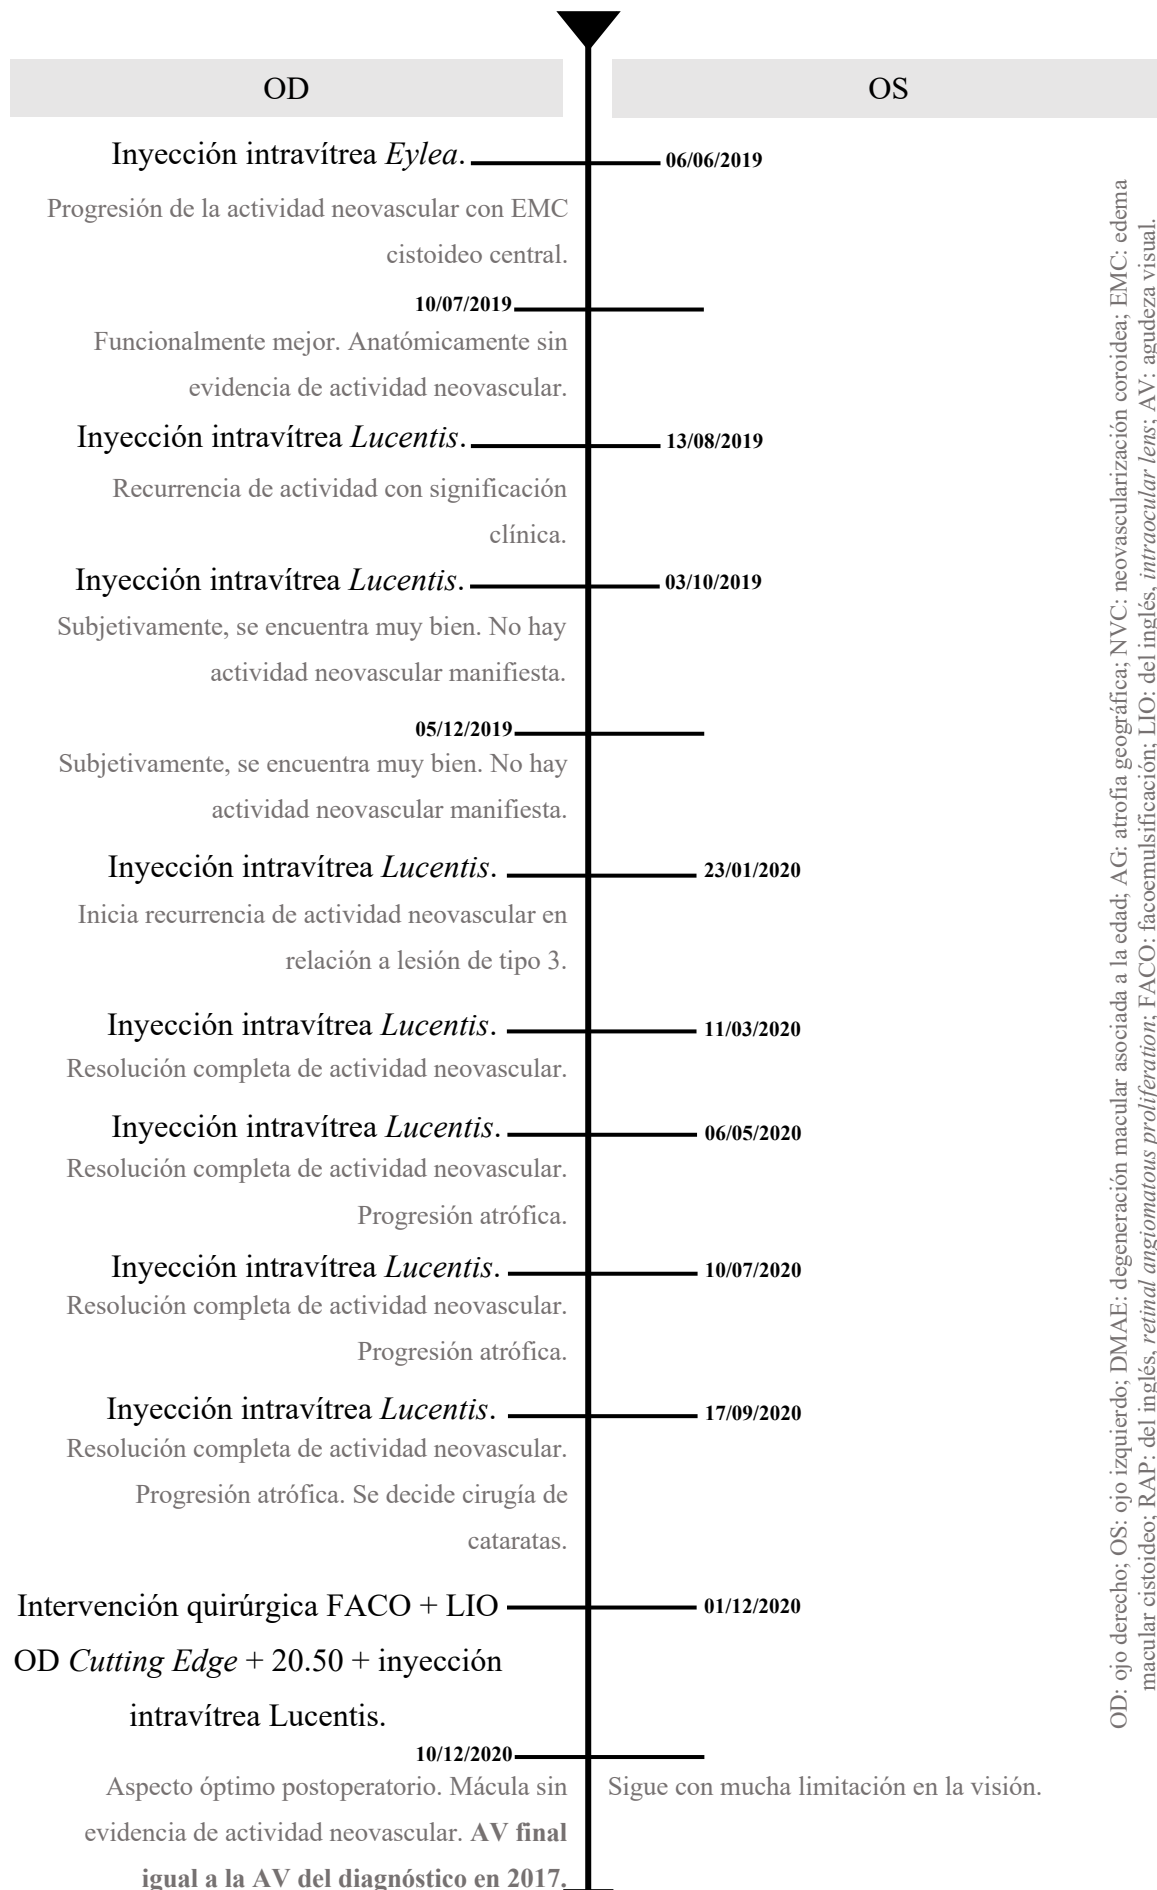 OD
OS
Inyección intravítrea Eylea.
06/06/2019
Progresión de la actividad neovascular con EMC
cistoideo central.
10/07/2019
Funcionalmente mejor. Anatómicamente sin
evidencia de actividad neovascular.
Inyección intravítrea Lucentis.
13/08/2019
Recurrencia de actividad con significación
clínica.
Inyección intravítrea Lucentis.
03/10/2019
Subjetivamente, se encuentra muy bien. No hay
actividad neovascular manifiesta.
05/12/2019
Subjetivamente, se encuentra muy bien. No hay
actividad neovascular manifiesta.
Inyección intravítrea Lucentis.
23/01/2020
Inicia recurrencia de actividad neovascular en
relación a lesión de tipo 3.
Inyección intravítrea Lucentis.
11/03/2020
Resolución completa de actividad neovascular.
Inyección intravítrea Lucentis.
06/05/2020
Resolución completa de actividad neovascular.
Progresión atrófica.
Inyección intravítrea Lucentis.
10/07/2020
Resolución completa de actividad neovascular.
Progresión atrófica.
Inyección intravítrea Lucentis.
17/09/2020
Resolución completa de actividad neovascular.
Progresión atrófica. Se decide cirugía de
cataratas.
Intervención quirúrgica FACO + LIO
01/12/2020
OD Cutting Edge + 20.50 + inyección
intravítrea Lucentis.
10/12/2020
Aspecto óptimo postoperatorio. Mácula sin
evidencia de actividad neovascular. AV final
igual a la AV del diagnóstico en 2017.
Sigue con mucha limitación en la visión.
OD: ojo derecho; OS: ojo izquierdo; DMAE: degeneración macular asociada a la edad; AG: atrofia geográfica; NVC: neovascularización coroidea; EMC: edema
macular cistoideo; RAP: del inglés, retinal angiomatous proliferation; FACO: facoemulsificación; LIO: del inglés, intraocular lens; AV: agudeza visual.